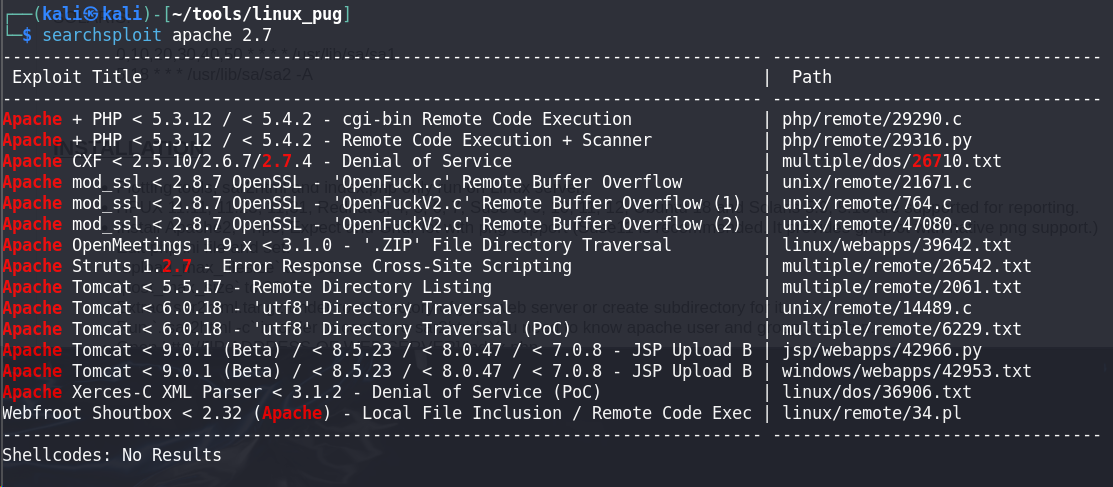 (kali㉿kali)-[~/tools/linux_pug]
$ searchsploit apache 2.7
Exploit Title | Path
Apache + PHP < 5.3.12 / < 5.4.2 - cgi-bin Remote Code Execution | php/remote/29290.c
Apache + PHP < 5.3.12 / < 5.4.2 - Remote Code Execution + Scanner | php/remote/29316.py
Apache CXF < 2.5.10/2.6.7/2.7.4 - Denial of Service | multiple/dos/26710.txt
Apache mod_ssl < 2.8.7 OpenSSL - 'OpenFuck.c' Remote Buffer Overflow | unix/remote/21671.c
Apache mod_ssl < 2.8.7 OpenSSL - 'OpenFuckV2.c' Remote Buffer Overflow (1) | unix/remote/764.c
Apache mod_ssl < 2.8.7 OpenSSL - 'OpenFuckV2.c' Remote Buffer Overflow (2) | unix/remote/47080.c
Apache OpenMeetings 1.9.x < 3.1.0 - '.ZIP' File Directory Traversal | linux/webapps/39642.txt
Apache Struts 1.2.7 - Error Response Cross-Site Scripting | multiple/remote/26542.txt
Apache Tomcat < 5.5.17 - Remote Directory Listing | multiple/remote/2061.txt
Apache Tomcat < 6.0.18 - 'utf8' Directory Traversal | unix/remote/14489.c
Apache Tomcat < 6.0.18 - 'utf8' Directory Traversal (PoC) | multiple/remote/6229.txt
Apache Tomcat < 9.0.1 (Beta) / < 8.5.23 / < 8.0.47 / < 7.0.8 - JSP Upload B | jsp/webapps/42966.py
Apache Tomcat < 9.0.1 (Beta) / < 8.5.23 / < 8.0.47 / < 7.0.8 - JSP Upload B | windows/webapps/42953.txt
Apache Xerces-C XML Parser < 3.1.2 - Denial of Service (PoC) | linux/dos/36906.txt
Webfroot Shoutbox < 2.32 (Apache) - Local File Inclusion / Remote Code Exec | linux/remote/34.pl
Shellcodes: No Results